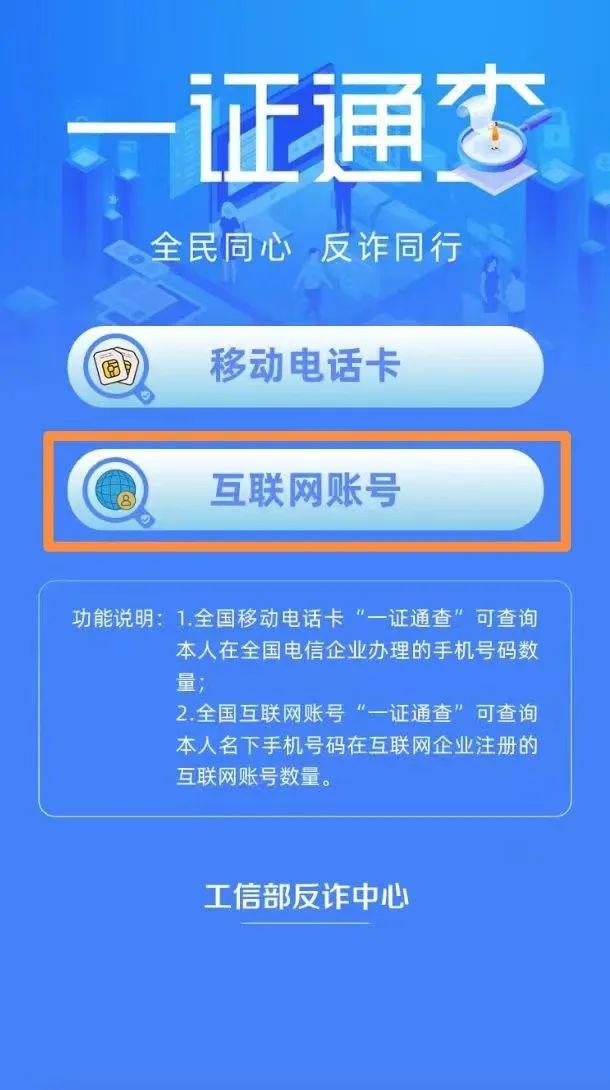 一证通查
全民同心 反诈同行
移动电话卡
互联网账号
功能说明：1.全国移动电话卡“一证通查”可查询
本人在全国电信企业办理的手机号码数
量；
2.全国互联网账号“一证通查”可查询
本人名下手机号码在互联网企业注册的
互联网账号数量。
工信部反诈中心